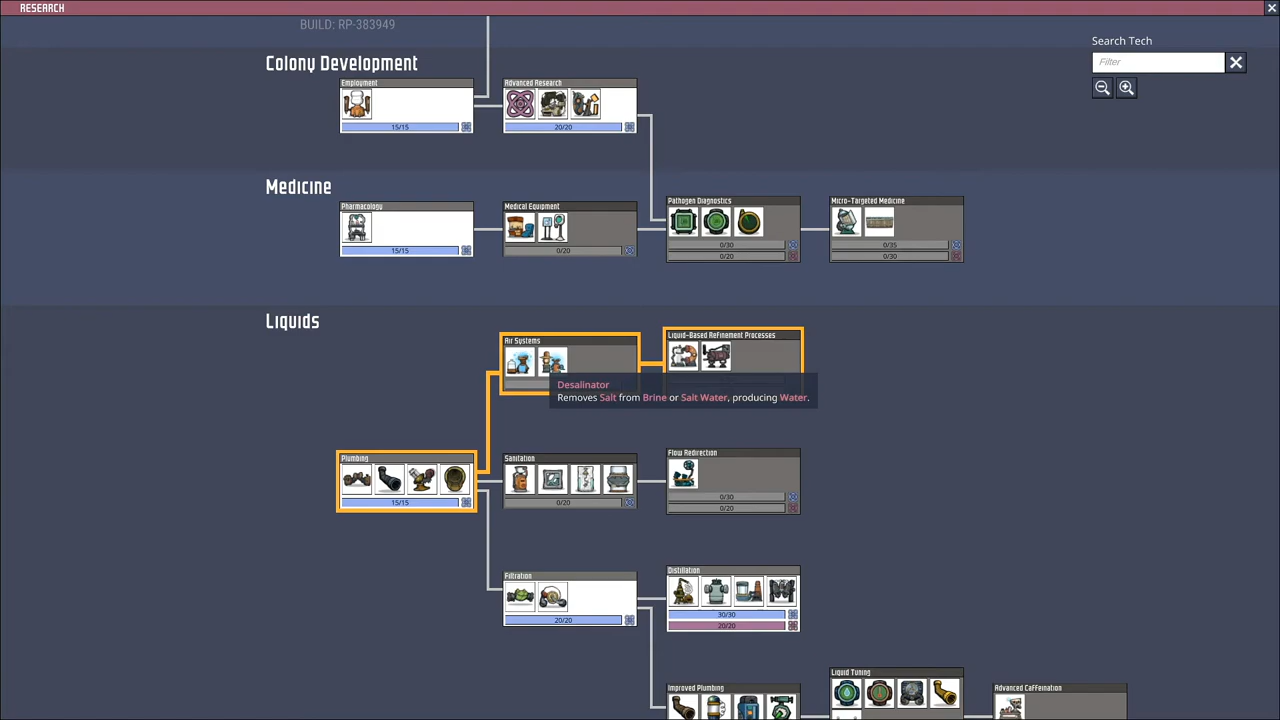 RESEARCH
BUILD: RP-383949
Search Tech
Filter
Colony Development
Employment
15/15
Advanced Research
20/20
Medicine
Pharmacology
15/15
Medical Equipment
0/20
Pathogen Diagnostics
0/30
0/20
Micro-Targeted Medicine
0/35
0/30
Liquids
Air Systems
Liquid-Based Refinement Processes
Desalinator
Removes Salt from Brine or Salt Water, producing Water.
Plumbing
15/15
Sanitation
0/20
Flow Redirection
0/30
0/20
Filtration
20/20
Distillation
30/30
20/20
Improved Plumbing
Liquid Tuning
Advanced Caffeination